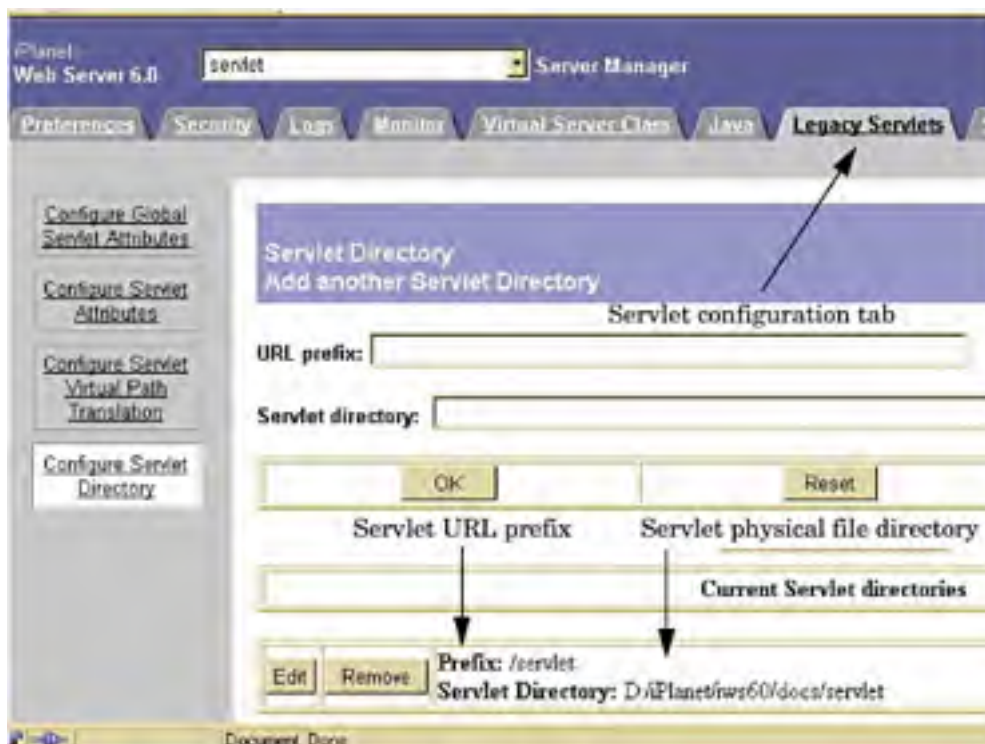 iPlanet
Web Server 6.0
servlet
Server Manager
Preferences
Security
Logs
Monitor
Virtual Server Class
Java
Legacy Servlets
Configure Global
Servlet Attributes
Configure Servlet
Attributes
Configure Servlet
Virtual Path
Translation
Configure Servlet
Directory
Servlet Directory
Add another Servlet Directory
Servlet configuration tab
URL prefix:
Servlet directory:
OK
Reset
Servlet URL prefix
Servlet physical file directory
Current Servlet directories
Edit
Remove
Prefix: /servlet
Servlet Directory: D:/iPlanet/iws60/docs/servlet
Document: Done